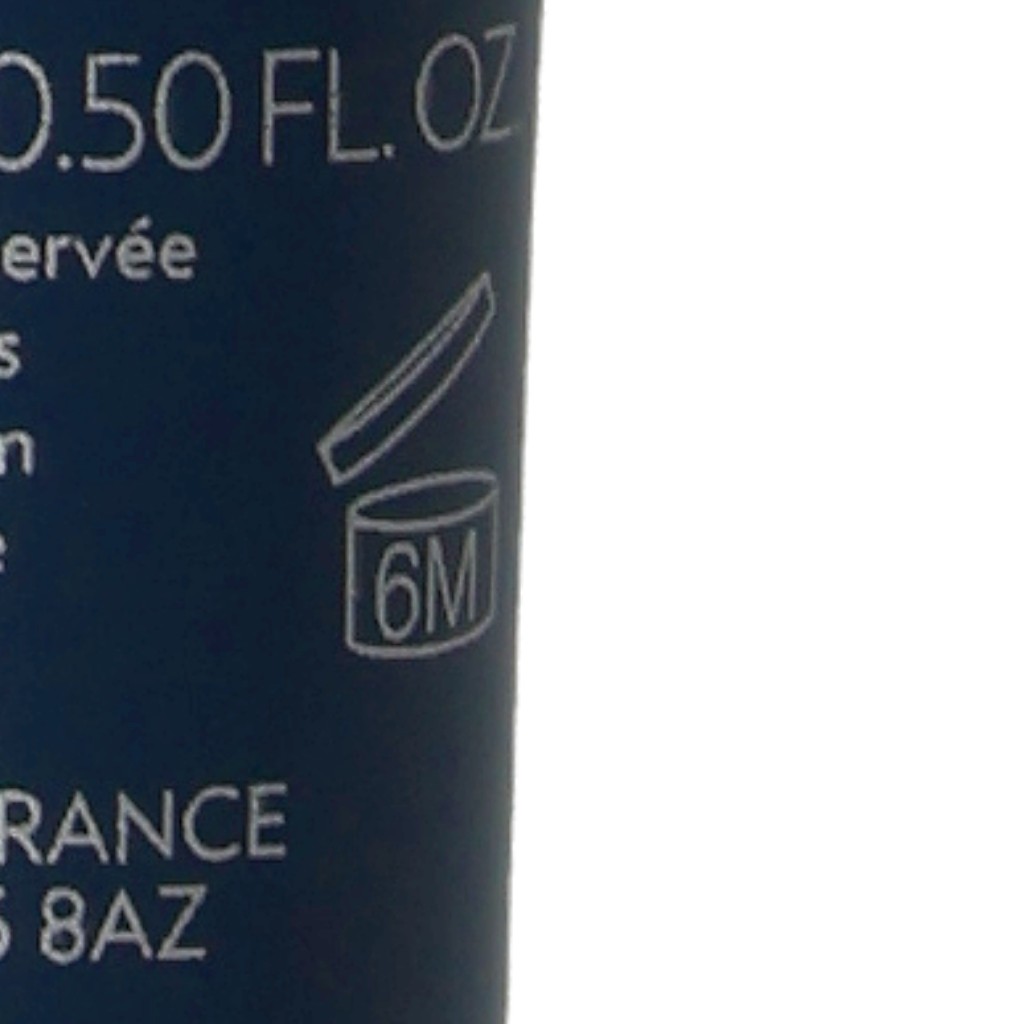 0.50 FL. OZ
ervée
s
m
e
6M
RANCE
8AZ